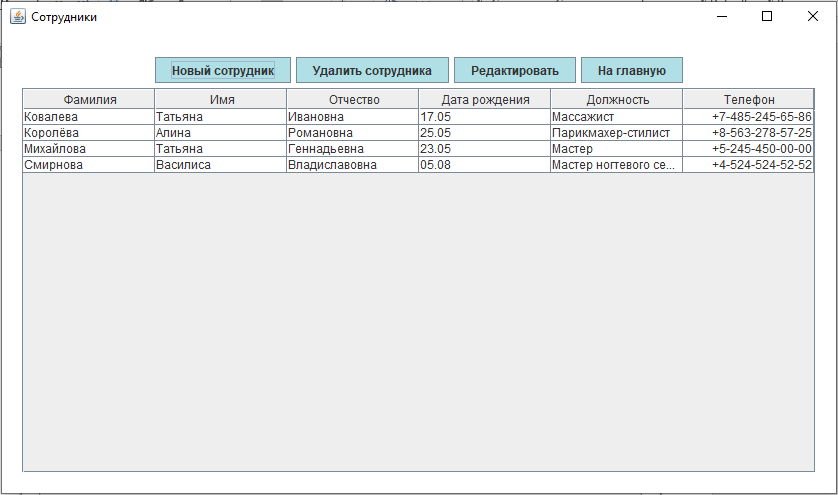 Сотрудники
Новый сотрудник Удалить сотрудника Редактировать На главную
Фамилия Имя Отчество Дата рождения Должность Телефон
Ковалева Татьяна Ивановна 17.05 Массажист +7-485-245-65-86
Королёва Алина Романовна 25.05 Парикмахер-стилист +8-563-278-57-25
Михайлова Татьяна Геннадьевна 23.05 Мастер +5-245-450-00-00
Смирнова Василиса Владиславовна 05.08 Мастер ногтевого се... +4-524-524-52-52